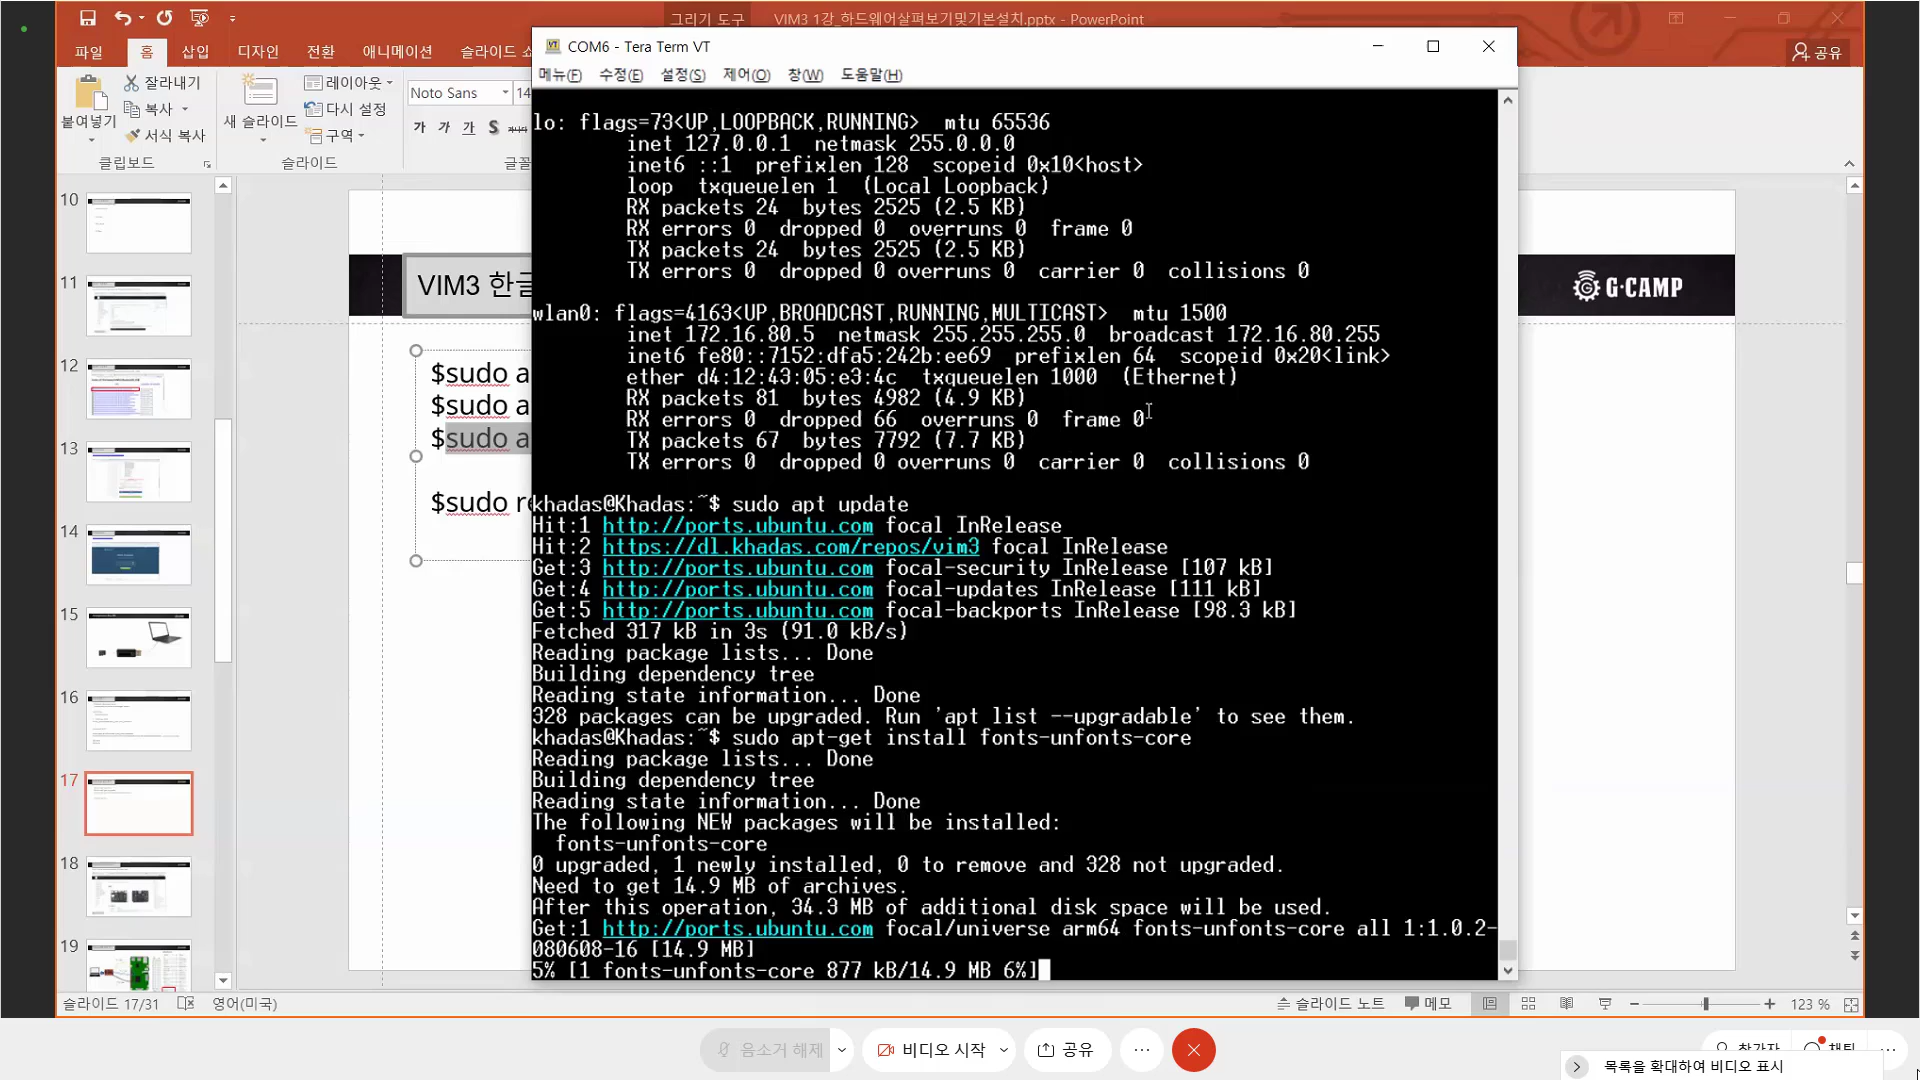 그리기 도구
VIM3 1강_하드웨어살펴보기및기본설치.pptx - PowerPoint
파일 홈 삽입 디자인 전환 애니메이션 슬라이드 쇼
공유
붙여넣기
잘라내기
복사
서식 복사
클립보드
새 슬라이드
레이아웃
다시 설정
구역
슬라이드
Noto Sans 14
가 가 가 S
글꼴
COM6 - Tera Term VT
메뉴(F) 수정(E) 설정(S) 제어(O) 창(W) 도움말(H)
lo: flags=73<UP,LOOPBACK,RUNNING> mtu 65536
inet 127.0.0.1 netmask 255.0.0.0
inet6 ::1 prefixlen 128 scopeid 0x10<host>
loop txqueuelen 1 (Local Loopback)
RX packets 24 bytes 2525 (2.5 KB)
RX errors 0 dropped 0 overruns 0 frame 0
TX packets 24 bytes 2525 (2.5 KB)
TX errors 0 dropped 0 overruns 0 carrier 0 collisions 0
wlan0: flags=4163<UP,BROADCAST,RUNNING,MULTICAST> mtu 1500
inet 172.16.80.5 netmask 255.255.255.0 broadcast 172.16.80.255
inet6 fe80::7152:dfa5:242b:ee69 prefixlen 64 scopeid 0x20<link>
ether d4:12:43:05:e3:4c txqueuelen 1000 (Ethernet)
RX packets 81 bytes 4982 (4.9 KB)
RX errors 0 dropped 66 overruns 0 frame 0
TX packets 67 bytes 7792 (7.7 KB)
TX errors 0 dropped 0 overruns 0 carrier 0 collisions 0
khadas@Khadas:~$ sudo apt update
Hit:1 http://ports.ubuntu.com focal InRelease
Hit:2 https://dl.khadas.com/repos/vim3 focal InRelease
Get:3 http://ports.ubuntu.com focal-security InRelease [107 kB]
Get:4 http://ports.ubuntu.com focal-updates InRelease [111 kB]
Get:5 http://ports.ubuntu.com focal-backports InRelease [98.3 kB]
Fetched 317 kB in 3s (91.0 kB/s)
Reading package lists... Done
Building dependency tree
Reading state information... Done
328 packages can be upgraded. Run 'apt list --upgradable' to see them.
khadas@Khadas:~$ sudo apt-get install fonts-unfonts-core
Reading package lists... Done
Building dependency tree
Reading state information... Done
The following NEW packages will be installed:
fonts-unfonts-core
0 upgraded, 1 newly installed, 0 to remove and 328 not upgraded.
Need to get 14.9 MB of archives.
After this operation, 34.3 MB of additional disk space will be used.
Get:1 http://ports.ubuntu.com focal/universe arm64 fonts-unfonts-core all 1:1.0.2-
080608-16 [14.9 MB]
5% [1 fonts-unfonts-core 877 kB/14.9 MB 6%]
VIM3 한글
G·CAMP
$sudo a
$sudo a
$sudo a
$sudo re
10
11
12
13
14
15
16
17
18
19
슬라이드 17/31 영어(미국)
슬라이드 노트 메모 123 %
음소거 해제 비디오 시작 공유 참가자 채팅
목록을 확대하여 비디오 표시